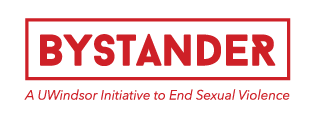 BYSTANDER
A UWindsor Initiative to End Sexual Violence